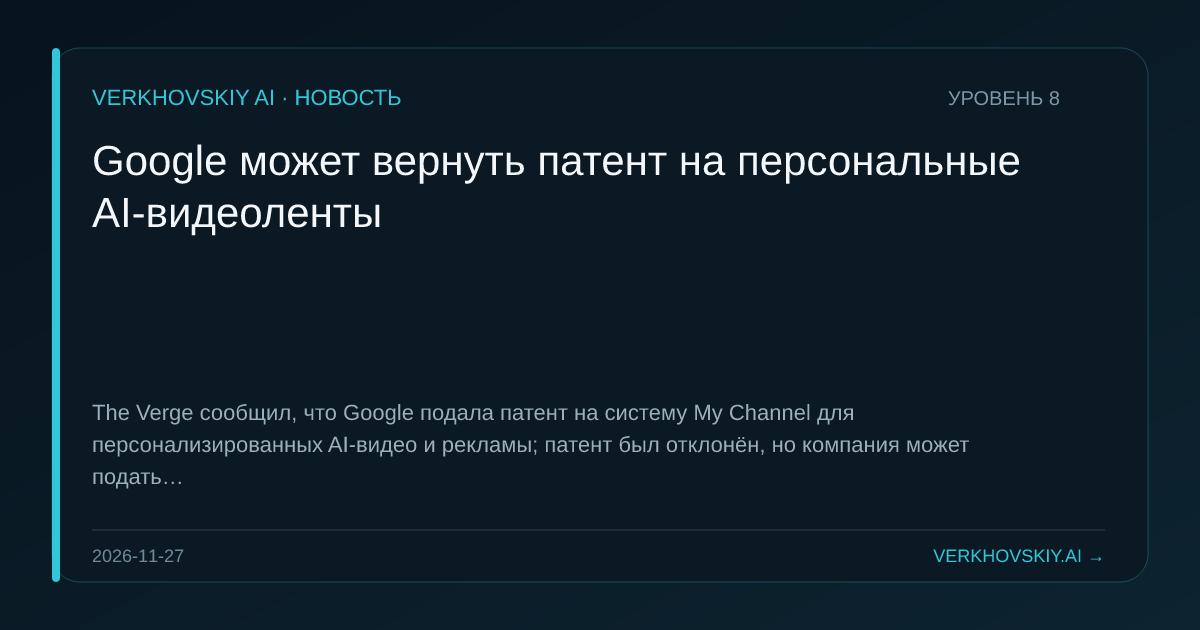 VERKHOVSKIY AI · НОВОСТЬ
УРОВЕНЬ 8
Google может вернуть патент на персональные
AI-видеоленты
The Verge сообщил, что Google подала патент на систему My Channel для
персонализированных AI-видео и рекламы; патент был отклонён, но компания может
подать…
2026-11-27
VERKHOVSKIY.AI →